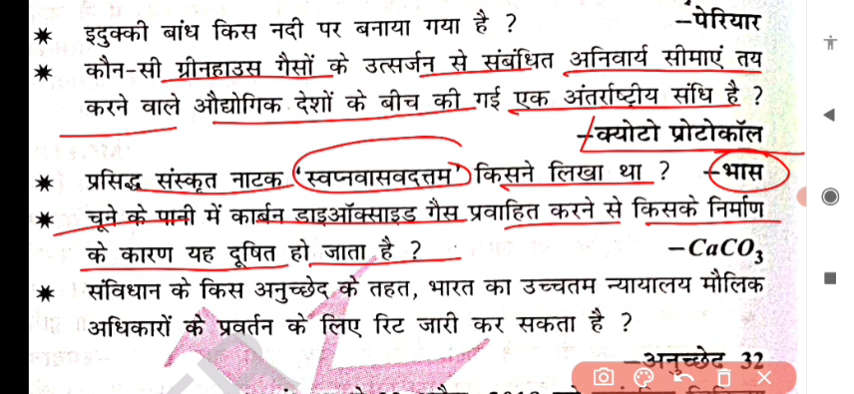 ✷ इदुक्की बांध किस नदी पर बनाया गया है ? –पेरियार
✷ कौन-सी ग्रीनहाउस गैसों के उत्सर्जन से संबंधित अनिवार्य सीमाएं तय
करने वाले औद्योगिक देशों के बीच की गई एक अंतर्राष्ट्रीय संधि है ?
–क्योटो प्रोटोकॉल
✷ प्रसिद्ध संस्कृत नाटक ‘स्वप्नवासवदत्तम’ किसने लिखा था ? –भास
✷ चूने के पानी में कार्बन डाइऑक्साइड गैस प्रवाहित करने से किसके निर्माण
के कारण यह दूषित हो जाता है ? –CaCO₃
✷ संविधान के किस अनुच्छेद के तहत, भारत का उच्चतम न्यायालय मौलिक
अधिकारों के प्रवर्तन के लिए रिट जारी कर सकता है ?
–अनुच्छेद 32